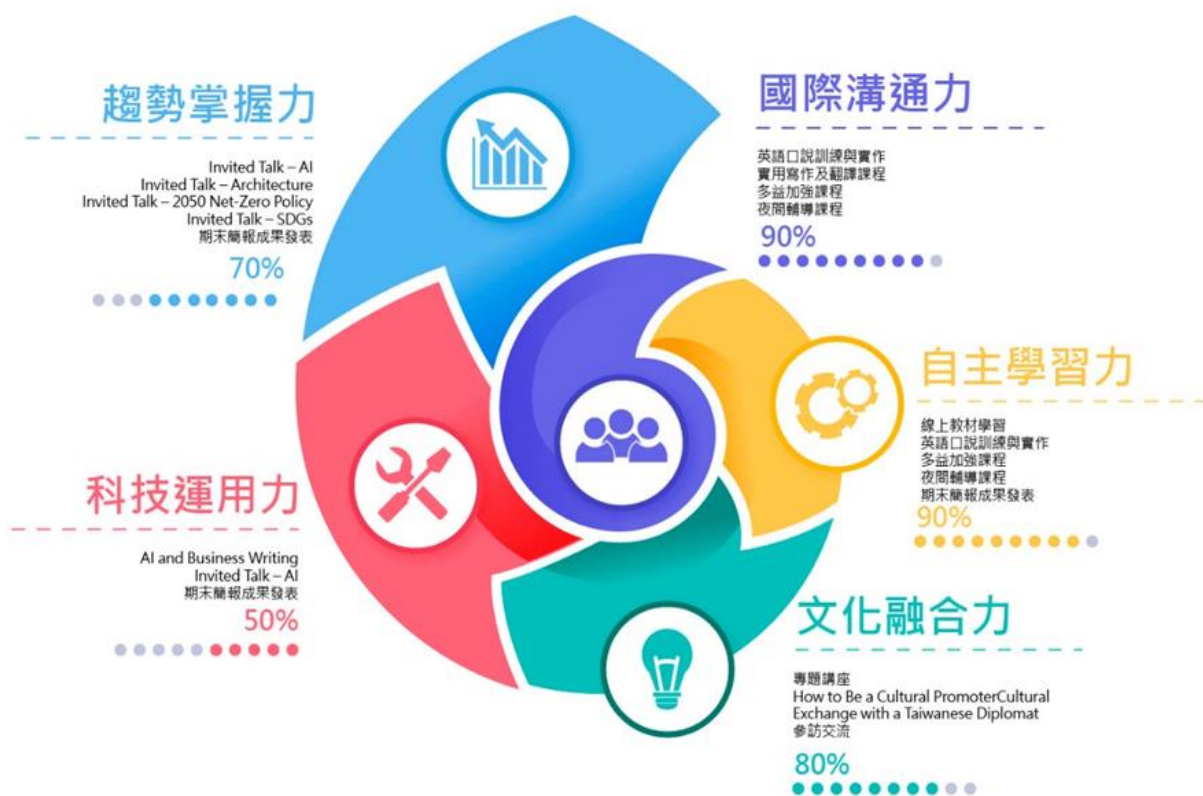 趨勢掌握力
Invited Talk – AI
Invited Talk – Architecture
Invited Talk – 2050 Net-Zero Policy
Invited Talk – SDGs
期末簡報成果發表
70%
國際溝通力
英語口說訓練與實作
實用寫作及翻譯課程
多益加強課程
夜間輔導課程
90%
自主學習力
線上教材學習
英語口說訓練與實作
多益加強課程
夜間輔導課程
期末簡報成果發表
90%
科技運用力
AI and Business Writing
Invited Talk – AI
期末簡報成果發表
50%
文化融合力
專題講座
How to Be a Cultural PromoterCultural
Exchange with a Taiwanese Diplomat
參訪交流
80%